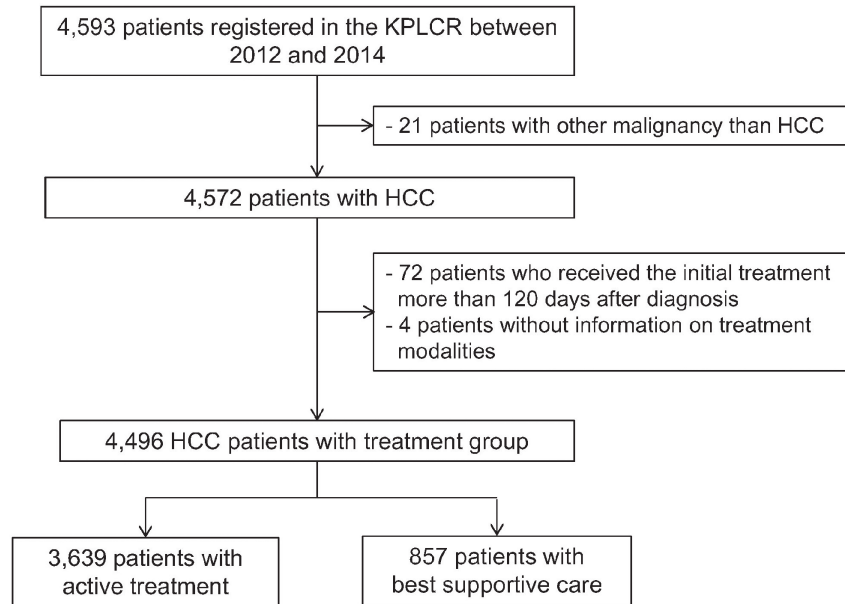 4,593 patients registered in the KPLCR between
2012 and 2014
- 21 patients with other malignancy than HCC
4,572 patients with HCC
- 72 patients who received the initial treatment
more than 120 days after diagnosis
- 4 patients without information on treatment
modalities
4,496 HCC patients with treatment group
3,639 patients with
active treatment
857 patients with
best supportive care